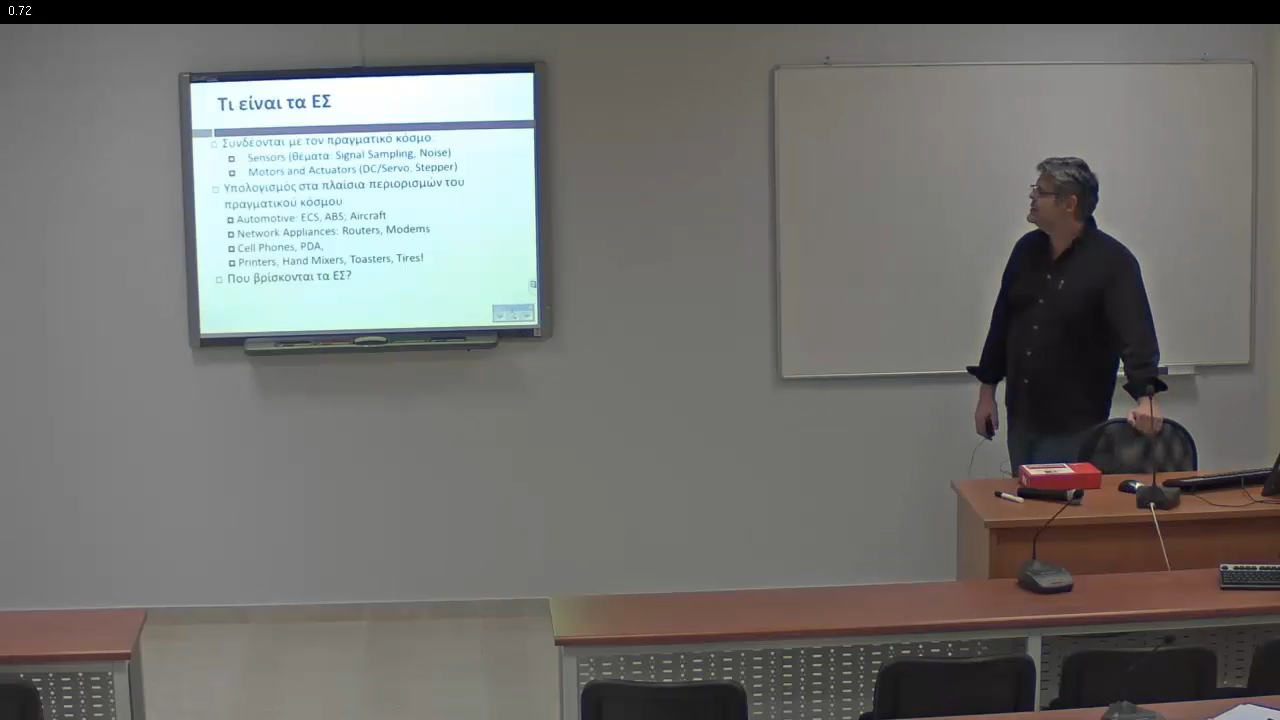 0.72
Τι είναι τα ΕΣ
Συνδέονται με τον πραγματικό κόσμο
Sensors (θέματα: Signal Sampling, Noise)
Motors and Actuators (DC/Servo, Stepper)
Υπολογισμός στα πλαίσια περιορισμών του
πραγματικού κόσμου
Automotive: ECS, ABS, Aircraft
Network Appliances: Routers, Modems
Cell Phones, PDA,
Printers, Hand Mixers, Toasters, Tires!
Που βρίσκονται τα ΕΣ?